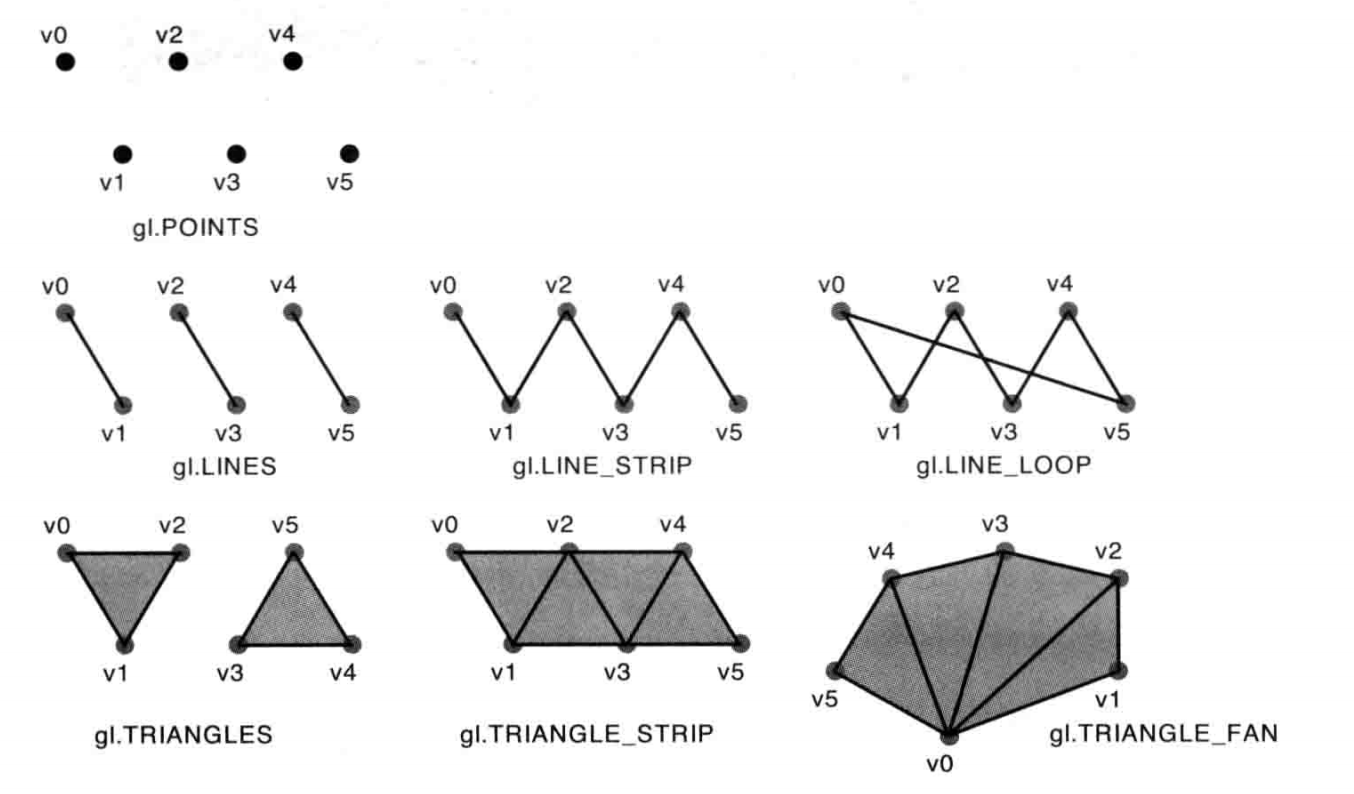 v0 v2 v4
v1 v3 v5
gl.POINTS
v0 v2 v4 v0 v2 v4 v0 v2 v4
v1 v3 v5 v1 v3 v5 v1 v3 v5
gl.LINES gl.LINE_STRIP gl.LINE_LOOP
v0 v2 v5 v0 v2 v4 v3
v4 v2
v1 v3 v4 v1 v3 v5
v5 v1
gl.TRIANGLES gl.TRIANGLE_STRIP gl.TRIANGLE_FAN
v0